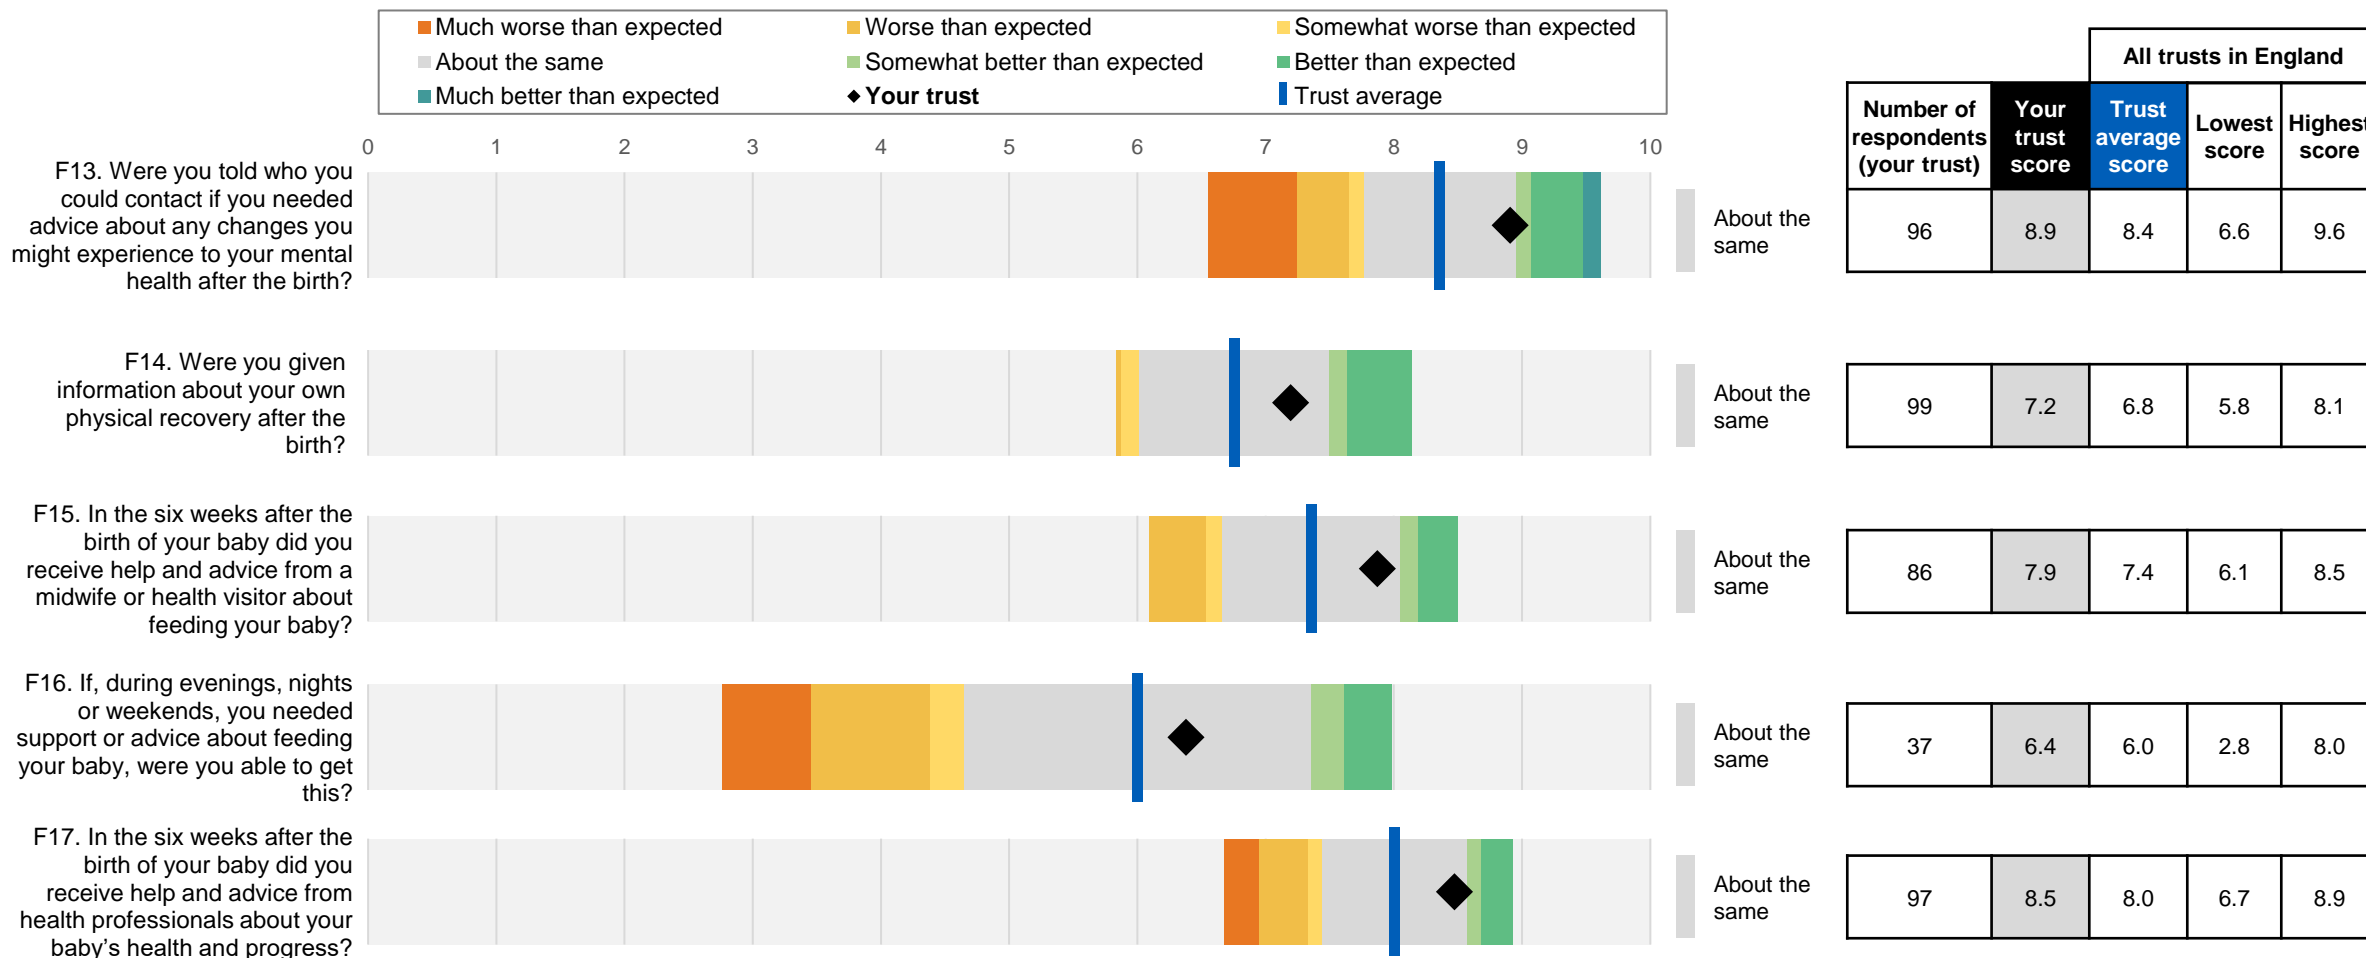 Much worse than expected
Worse than expected
Somewhat worse than expected
About the same
Somewhat better than expected
Better than expected
Much better than expected
Your trust
Trust average
All trusts in England
Number of
respondents
(your trust)
Your
trust
score
Trust
average
score
Lowest
score
Highest
score
0 1 2 3 4 5 6 7 8 9 10
F13. Were you told who you
could contact if you needed
advice about any changes you
might experience to your mental
health after the birth?
About the
same
96 8.9 8.4 6.6 9.6
F14. Were you given
information about your own
physical recovery after the
birth?
About the
same
99 7.2 6.8 5.8 8.1
F15. In the six weeks after the
birth of your baby did you
receive help and advice from a
midwife or health visitor about
feeding your baby?
About the
same
86 7.9 7.4 6.1 8.5
F16. If, during evenings, nights
or weekends, you needed
support or advice about feeding
your baby, were you able to get
this?
About the
same
37 6.4 6.0 2.8 8.0
F17. In the six weeks after the
birth of your baby did you
receive help and advice from
health professionals about your
baby’s health and progress?
About the
same
97 8.5 8.0 6.7 8.9